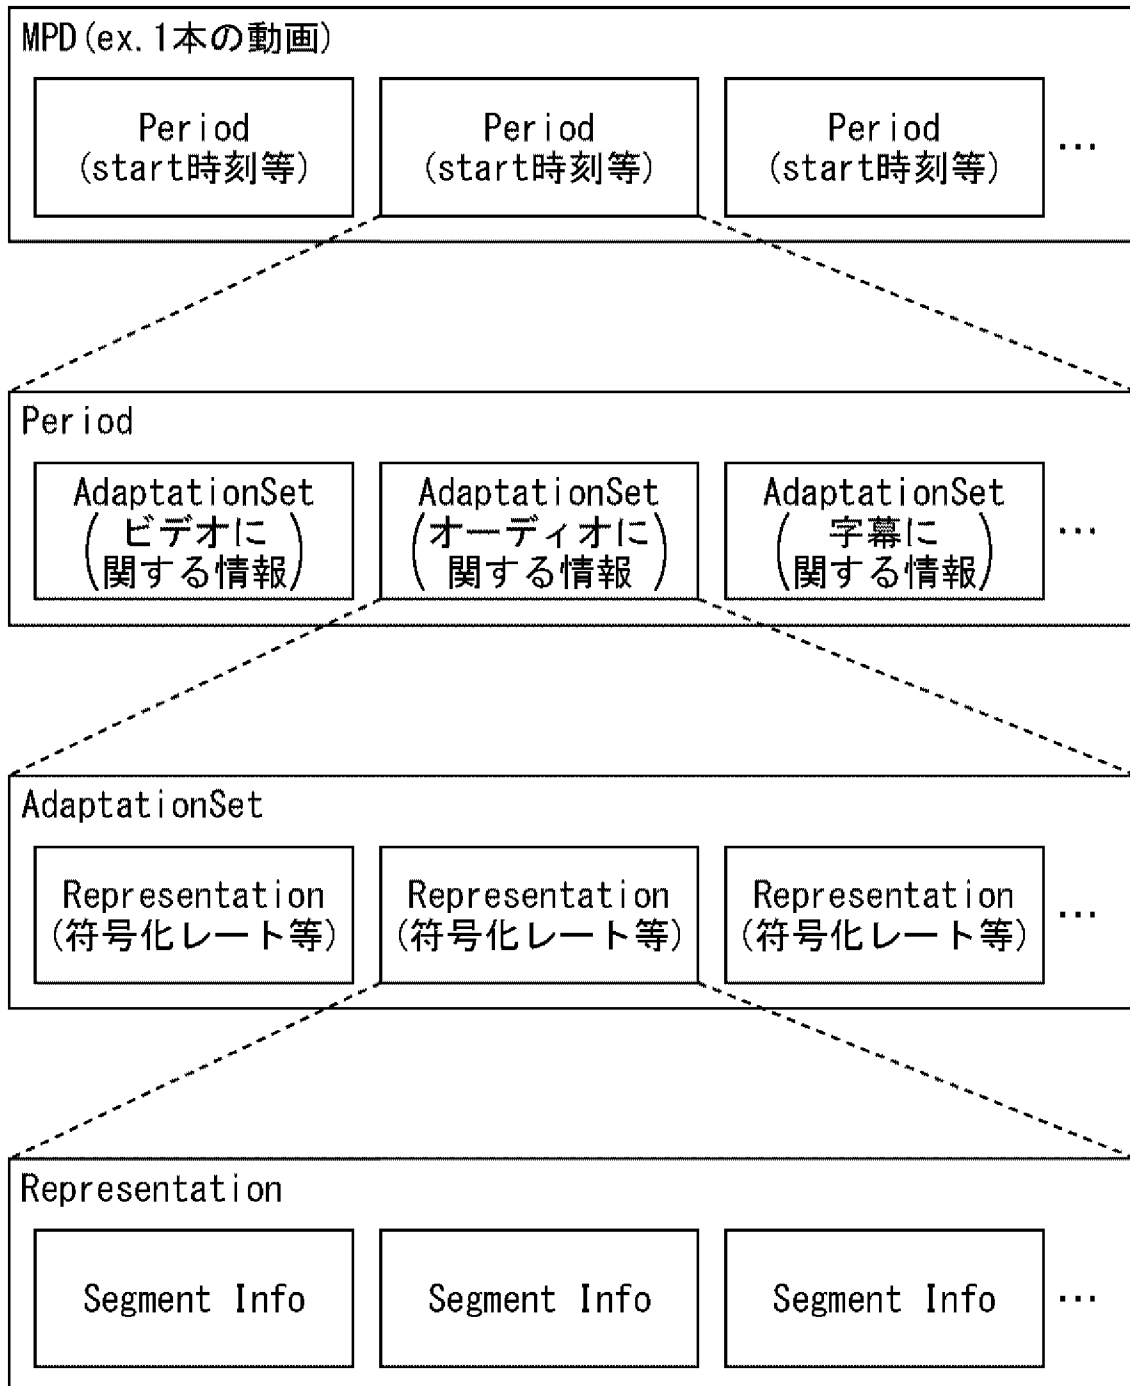 MPD(ex.1本の動画)
Period
(start時刻等)
Period
(start時刻等)
Period
(start時刻等)
...
Period
AdaptationSet
(ビデオに
関する情報)
AdaptationSet
(オーディオに
関する情報)
AdaptationSet
(字幕に
関する情報)
...
AdaptationSet
Representation
(符号化レート等)
Representation
(符号化レート等)
Representation
(符号化レート等)
...
Representation
Segment Info
Segment Info
Segment Info
...